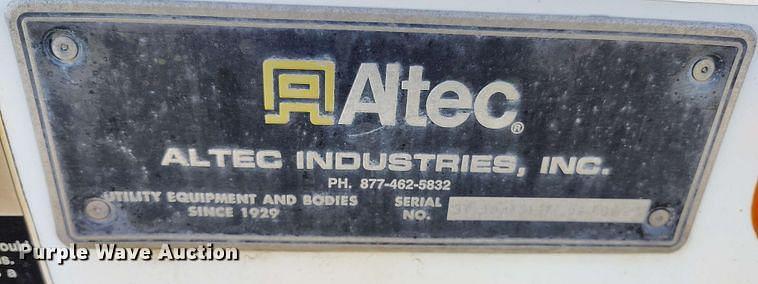 Altec®
ALTEC INDUSTRIES, INC.
PH. 877-462-5832
UTILITY EQUIPMENT AND BODIES
SINCE 1929
SERIAL
NO.
ould
s.
a
Purple Wave Auction